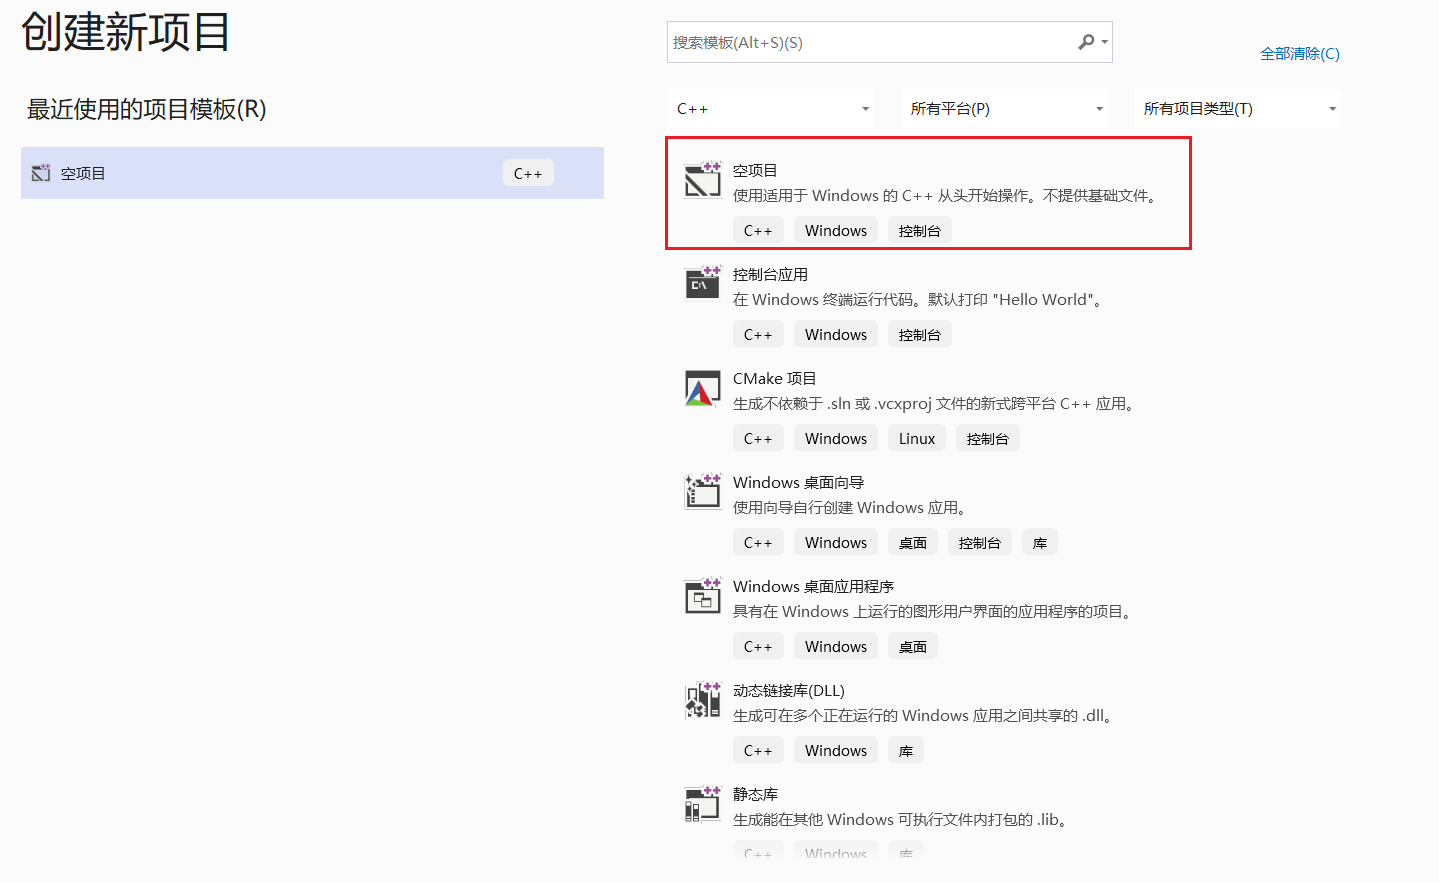 创建新项目
最近使用的项目模板(R)
空项目 C++
搜索模板(Alt+S)(S)
全部清除(C)
C++ 所有平台(P) 所有项目类型(T)
空项目
使用适用于 Windows 的 C++ 从头开始操作。不提供基础文件。
C++ Windows 控制台
控制台应用
在 Windows 终端运行代码。默认打印 "Hello World"。
C++ Windows 控制台
CMake 项目
生成不依赖于 .sln 或 .vcxproj 文件的新式跨平台 C++ 应用。
C++ Windows Linux 控制台
Windows 桌面向导
使用向导自行创建 Windows 应用。
C++ Windows 桌面 控制台 库
Windows 桌面应用程序
具有在 Windows 上运行的图形用户界面的应用程序的项目。
C++ Windows 桌面
动态链接库(DLL)
生成可在多个正在运行的 Windows 应用之间共享的 .dll。
C++ Windows 库
静态库
生成能在其他 Windows 可执行文件内打包的 .lib。
C++ Windows 库